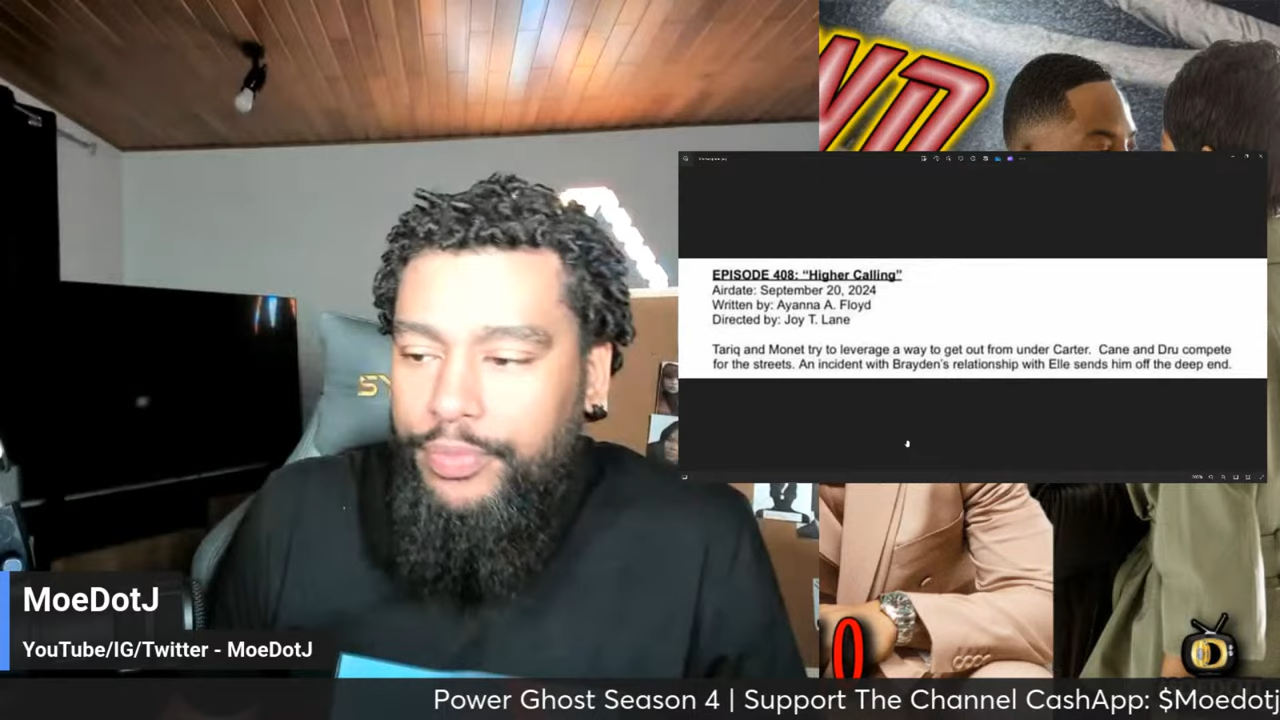 ND
EPISODE 408: “Higher Calling”
Airdate: September 20, 2024
Written by: Ayanna A. Floyd
Directed by: Joy T. Lane
Tariq and Monet try to leverage a way to get out from under Carter. Cane and Dru compete
for the streets. An incident with Brayden’s relationship with Elle sends him off the deep end.
SY
MoeDotJ
YouTube/IG/Twitter - MoeDotJ
0
D
Power Ghost Season 4 | Support The Channel CashApp: $Moedotj